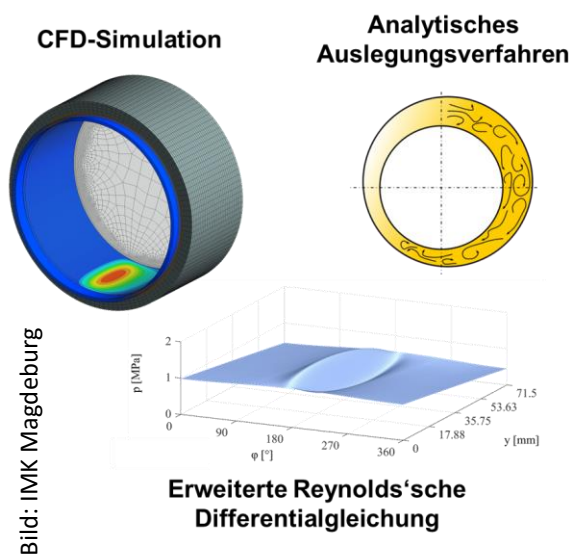 CFD-Simulation
Analytisches
Auslegungsverfahren
p [MPa]
2
1
0
0
90
180
270
360
φ [°]
0
17.88
35.75
53.63
71.5
y [mm]
Erweiterte Reynolds‘sche
Differentialgleichung
Bild: IMK Magdeburg